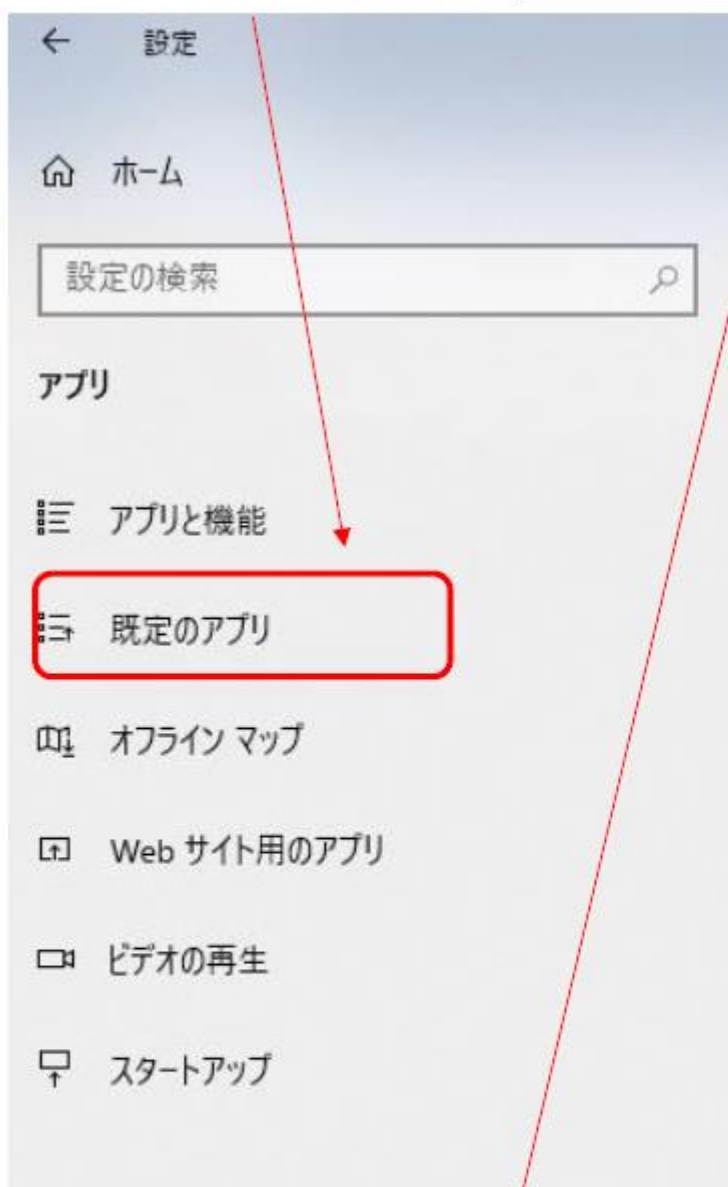 設定
ホーム
設定の検索
アプリ
アプリと機能
既定のアプリ
オフライン マップ
Web サイト用のアプリ
ビデオの再生
スタートアップ